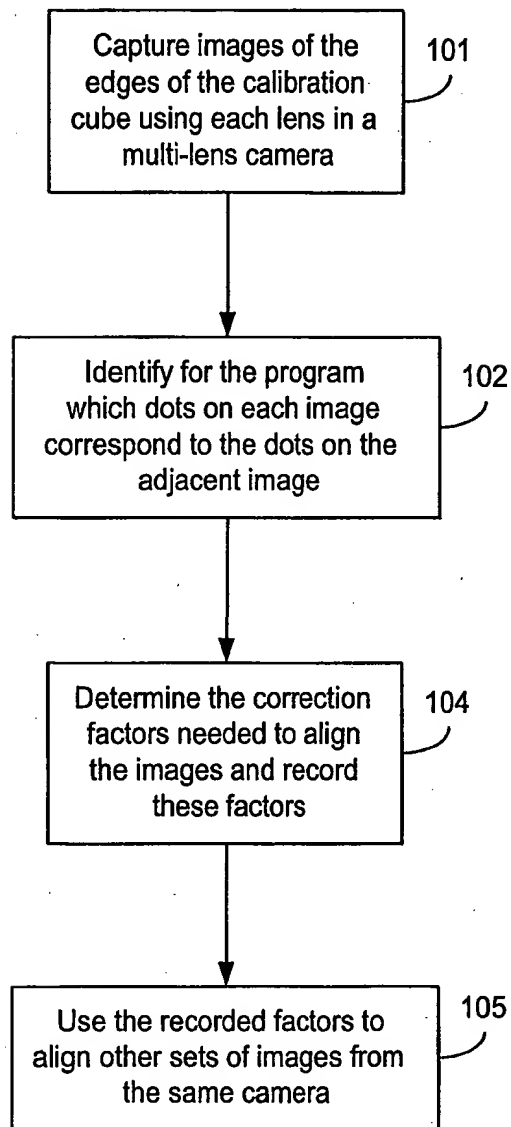 Capture images of the
edges of the calibration
cube using each lens in a
multi-lens camera
101
Identify for the program
which dots on each image
correspond to the dots on the
adjacent image
102
Determine the correction
factors needed to align
the images and record
these factors
104
Use the recorded factors to
align other sets of images from
the same camera
105